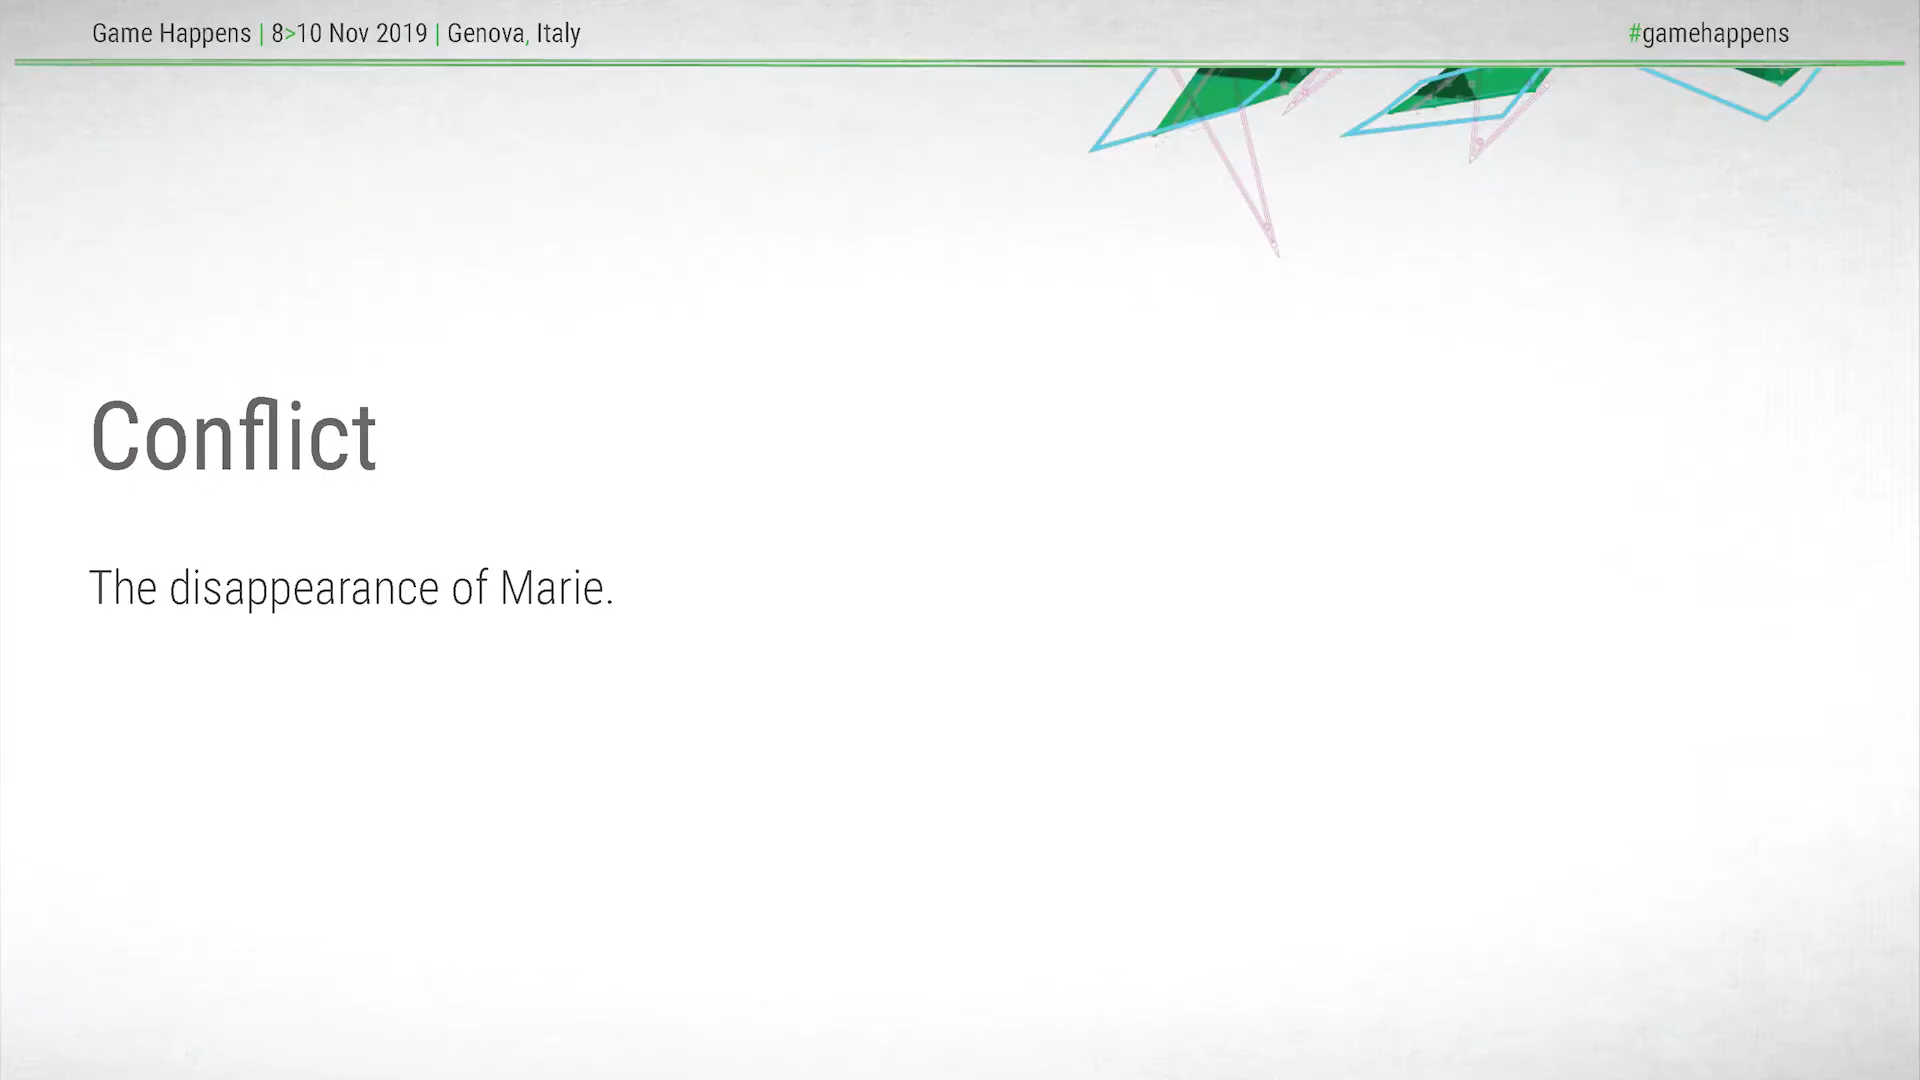 Game Happens | 8>10 Nov 2019 | Genova, Italy
#gamehappens
Conflict
The disappearance of Marie.